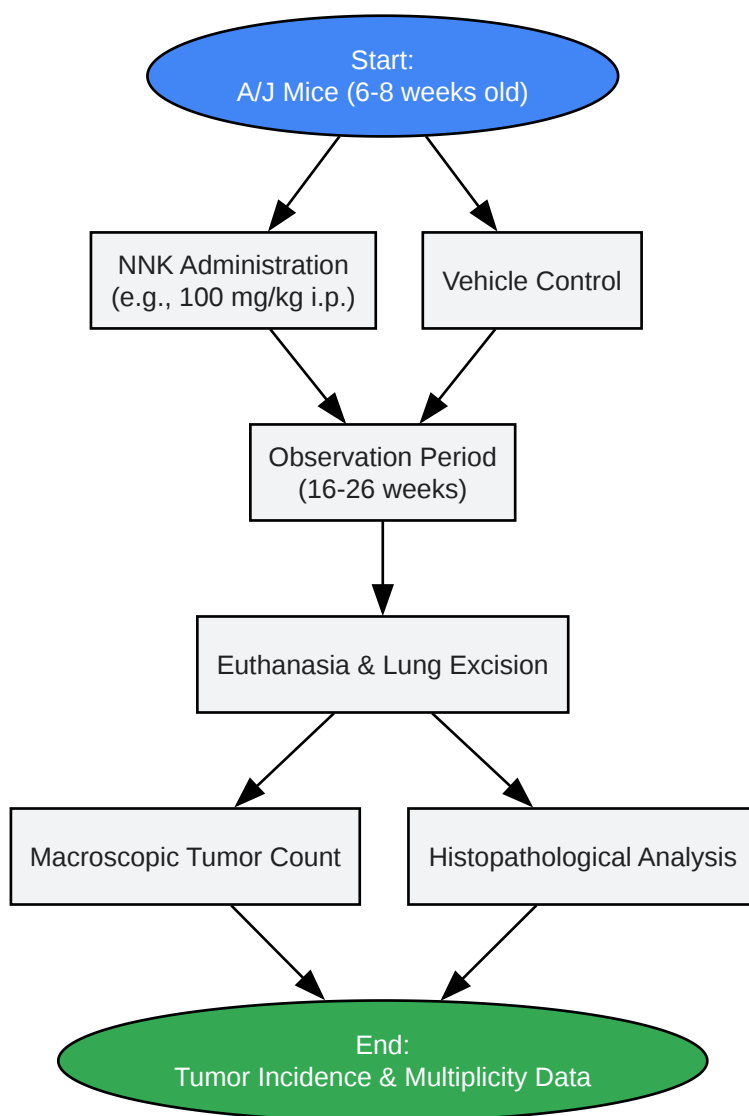 Start:
A/J Mice (6-8 weeks old)
NNK Administration
(e.g., 100 mg/kg i.p.)
Vehicle Control
Observation Period
(16-26 weeks)
Euthanasia & Lung Excision
Macroscopic Tumor Count
Histopathological Analysis
End:
Tumor Incidence & Multiplicity Data